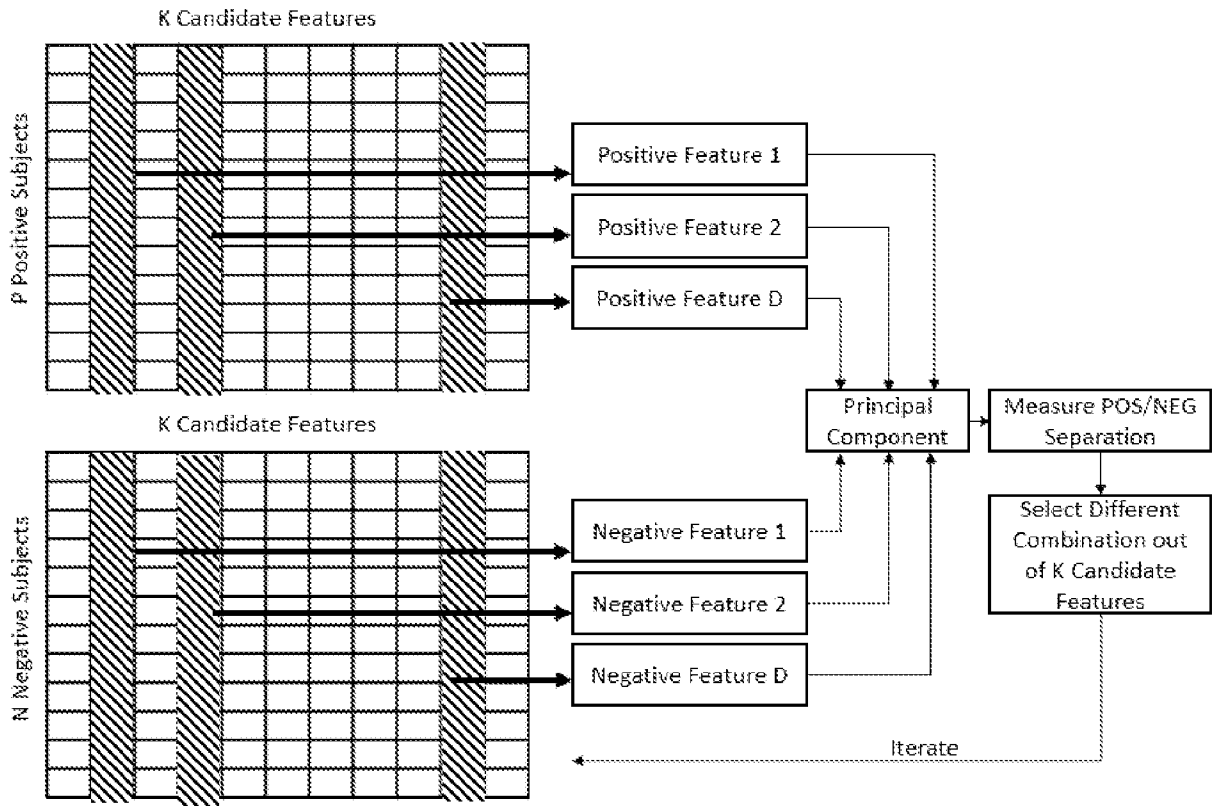 K Candidate Features
P Positive Subjects
Positive Feature 1
Positive Feature 2
Positive Feature D
K Candidate Features
N Negative Subjects
Negative Feature 1
Negative Feature 2
Negative Feature D
Principal
Component
Measure POS/NEG
Separation
Select Different
Combination out
of K Candidate
Features
Iterate